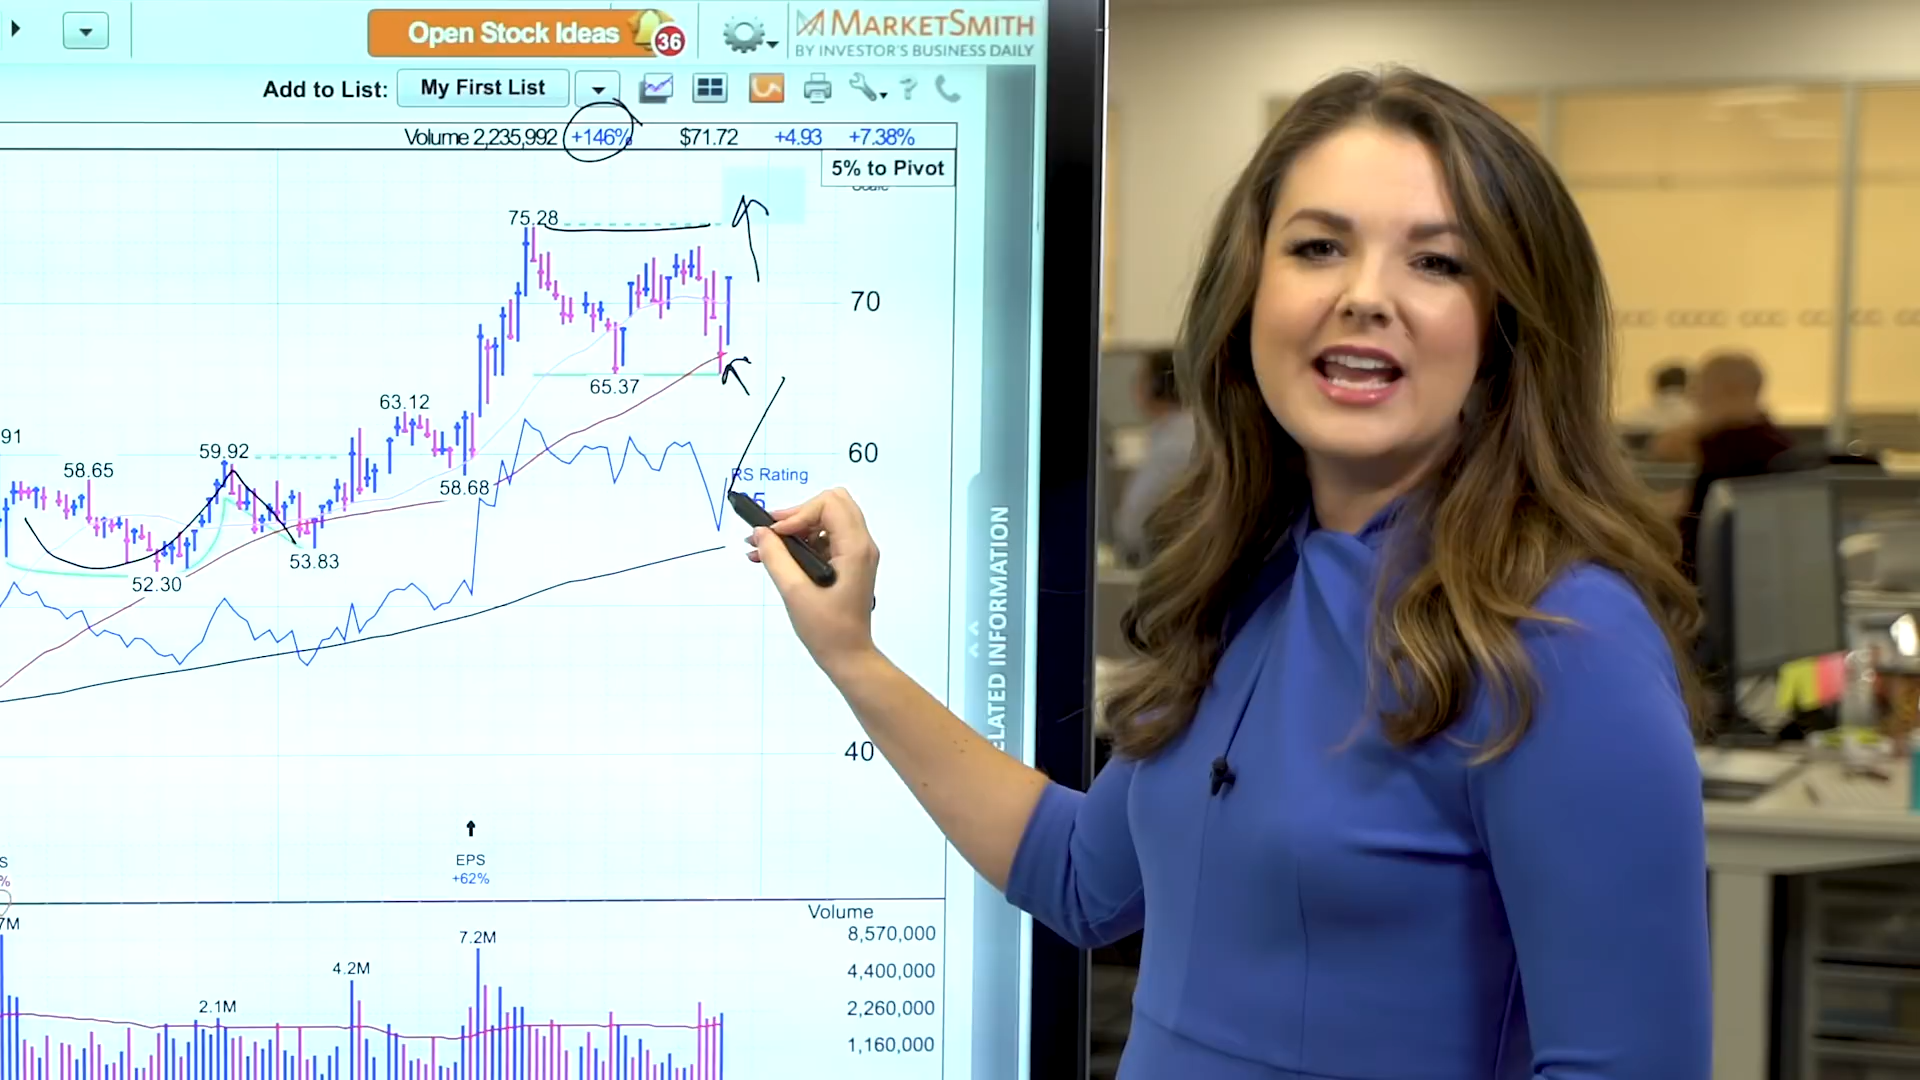 Open Stock Ideas
36
MARKETSMITH
BY INVESTOR'S BUSINESS DAILY
Add to List:
My First List
?
Volume 2,235,992 +146% $71.72 +4.93 +7.38%
5% to Pivot
Scale
75.28
70
65.37
63.12
91
58.65
59.92
60
58.68
RS Rating
53.83
52.30
RELATED INFORMATION
40
EPS
+62%
S
%
7M
Volume
8,570,000
7.2M
4.2M
4,400,000
2.1M
2,260,000
1,160,000